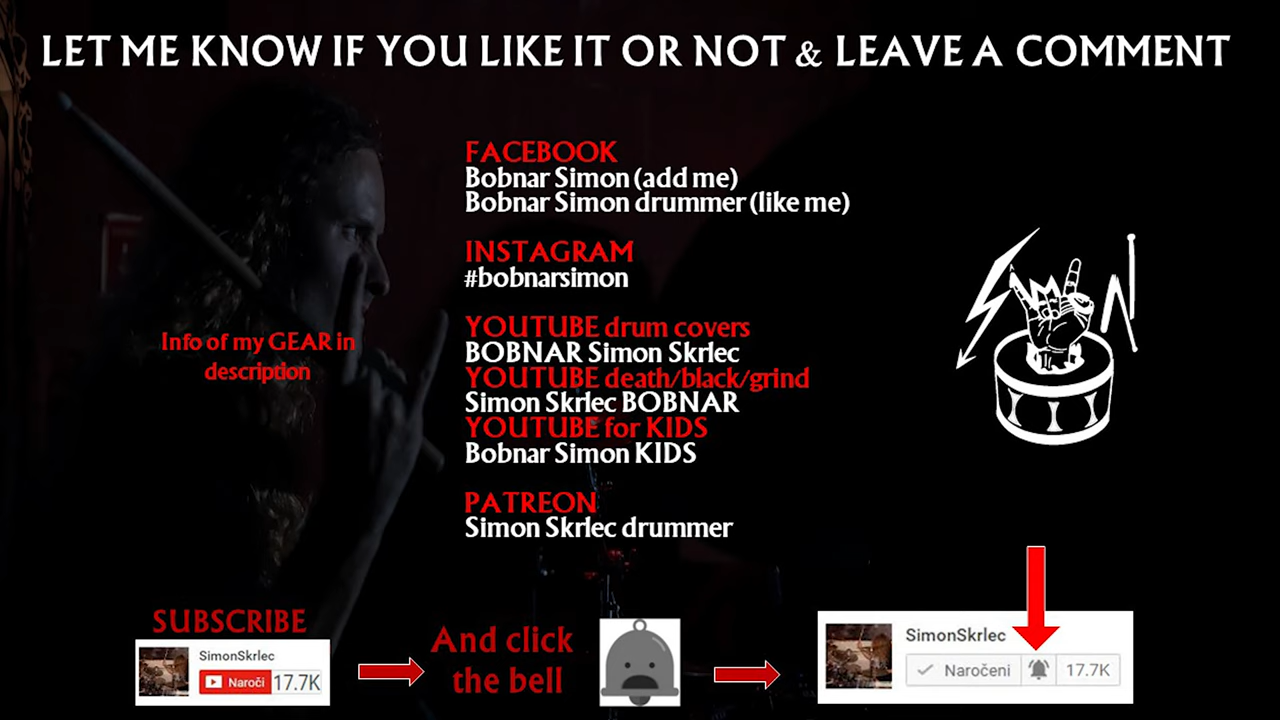 LET ME KNOW IF YOU LIKE IT OR NOT & LEAVE A COMMENT
FACEBOOK
Bobnar Simon (add me)
Bobnar Simon drummer (like me)
INSTAGRAM
#bobnarsimon
YOUTUBE drum covers
BOBNAR Simon Skrlec
YOUTUBE death/black/grind
Simon Skrlec BOBNAR
YOUTUBE for KIDS
Bobnar Simon KIDS
PATREON
Simon Skrlec drummer
Info of my GEAR in
description
SIMON
SUBSCRIBE
SimonSkrlec
Naroči 17.7K
And click
the bell
SimonSkrlec
Naročeni 17.7K